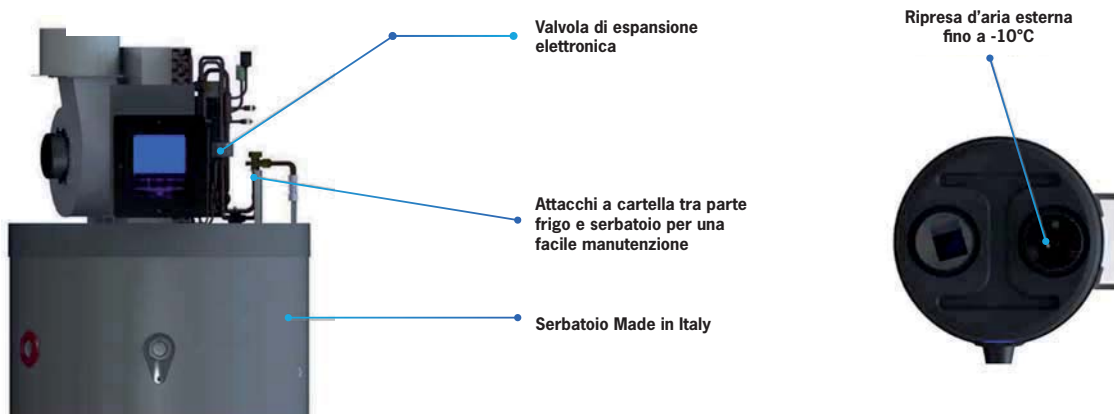 Valvola di espansione
elettronica
Ripresa d'aria esterna
fino a -10°C
Attacchi a cartella tra parte
frigo e serbatoio per una
facile manutenzione
Serbatoio Made in Italy